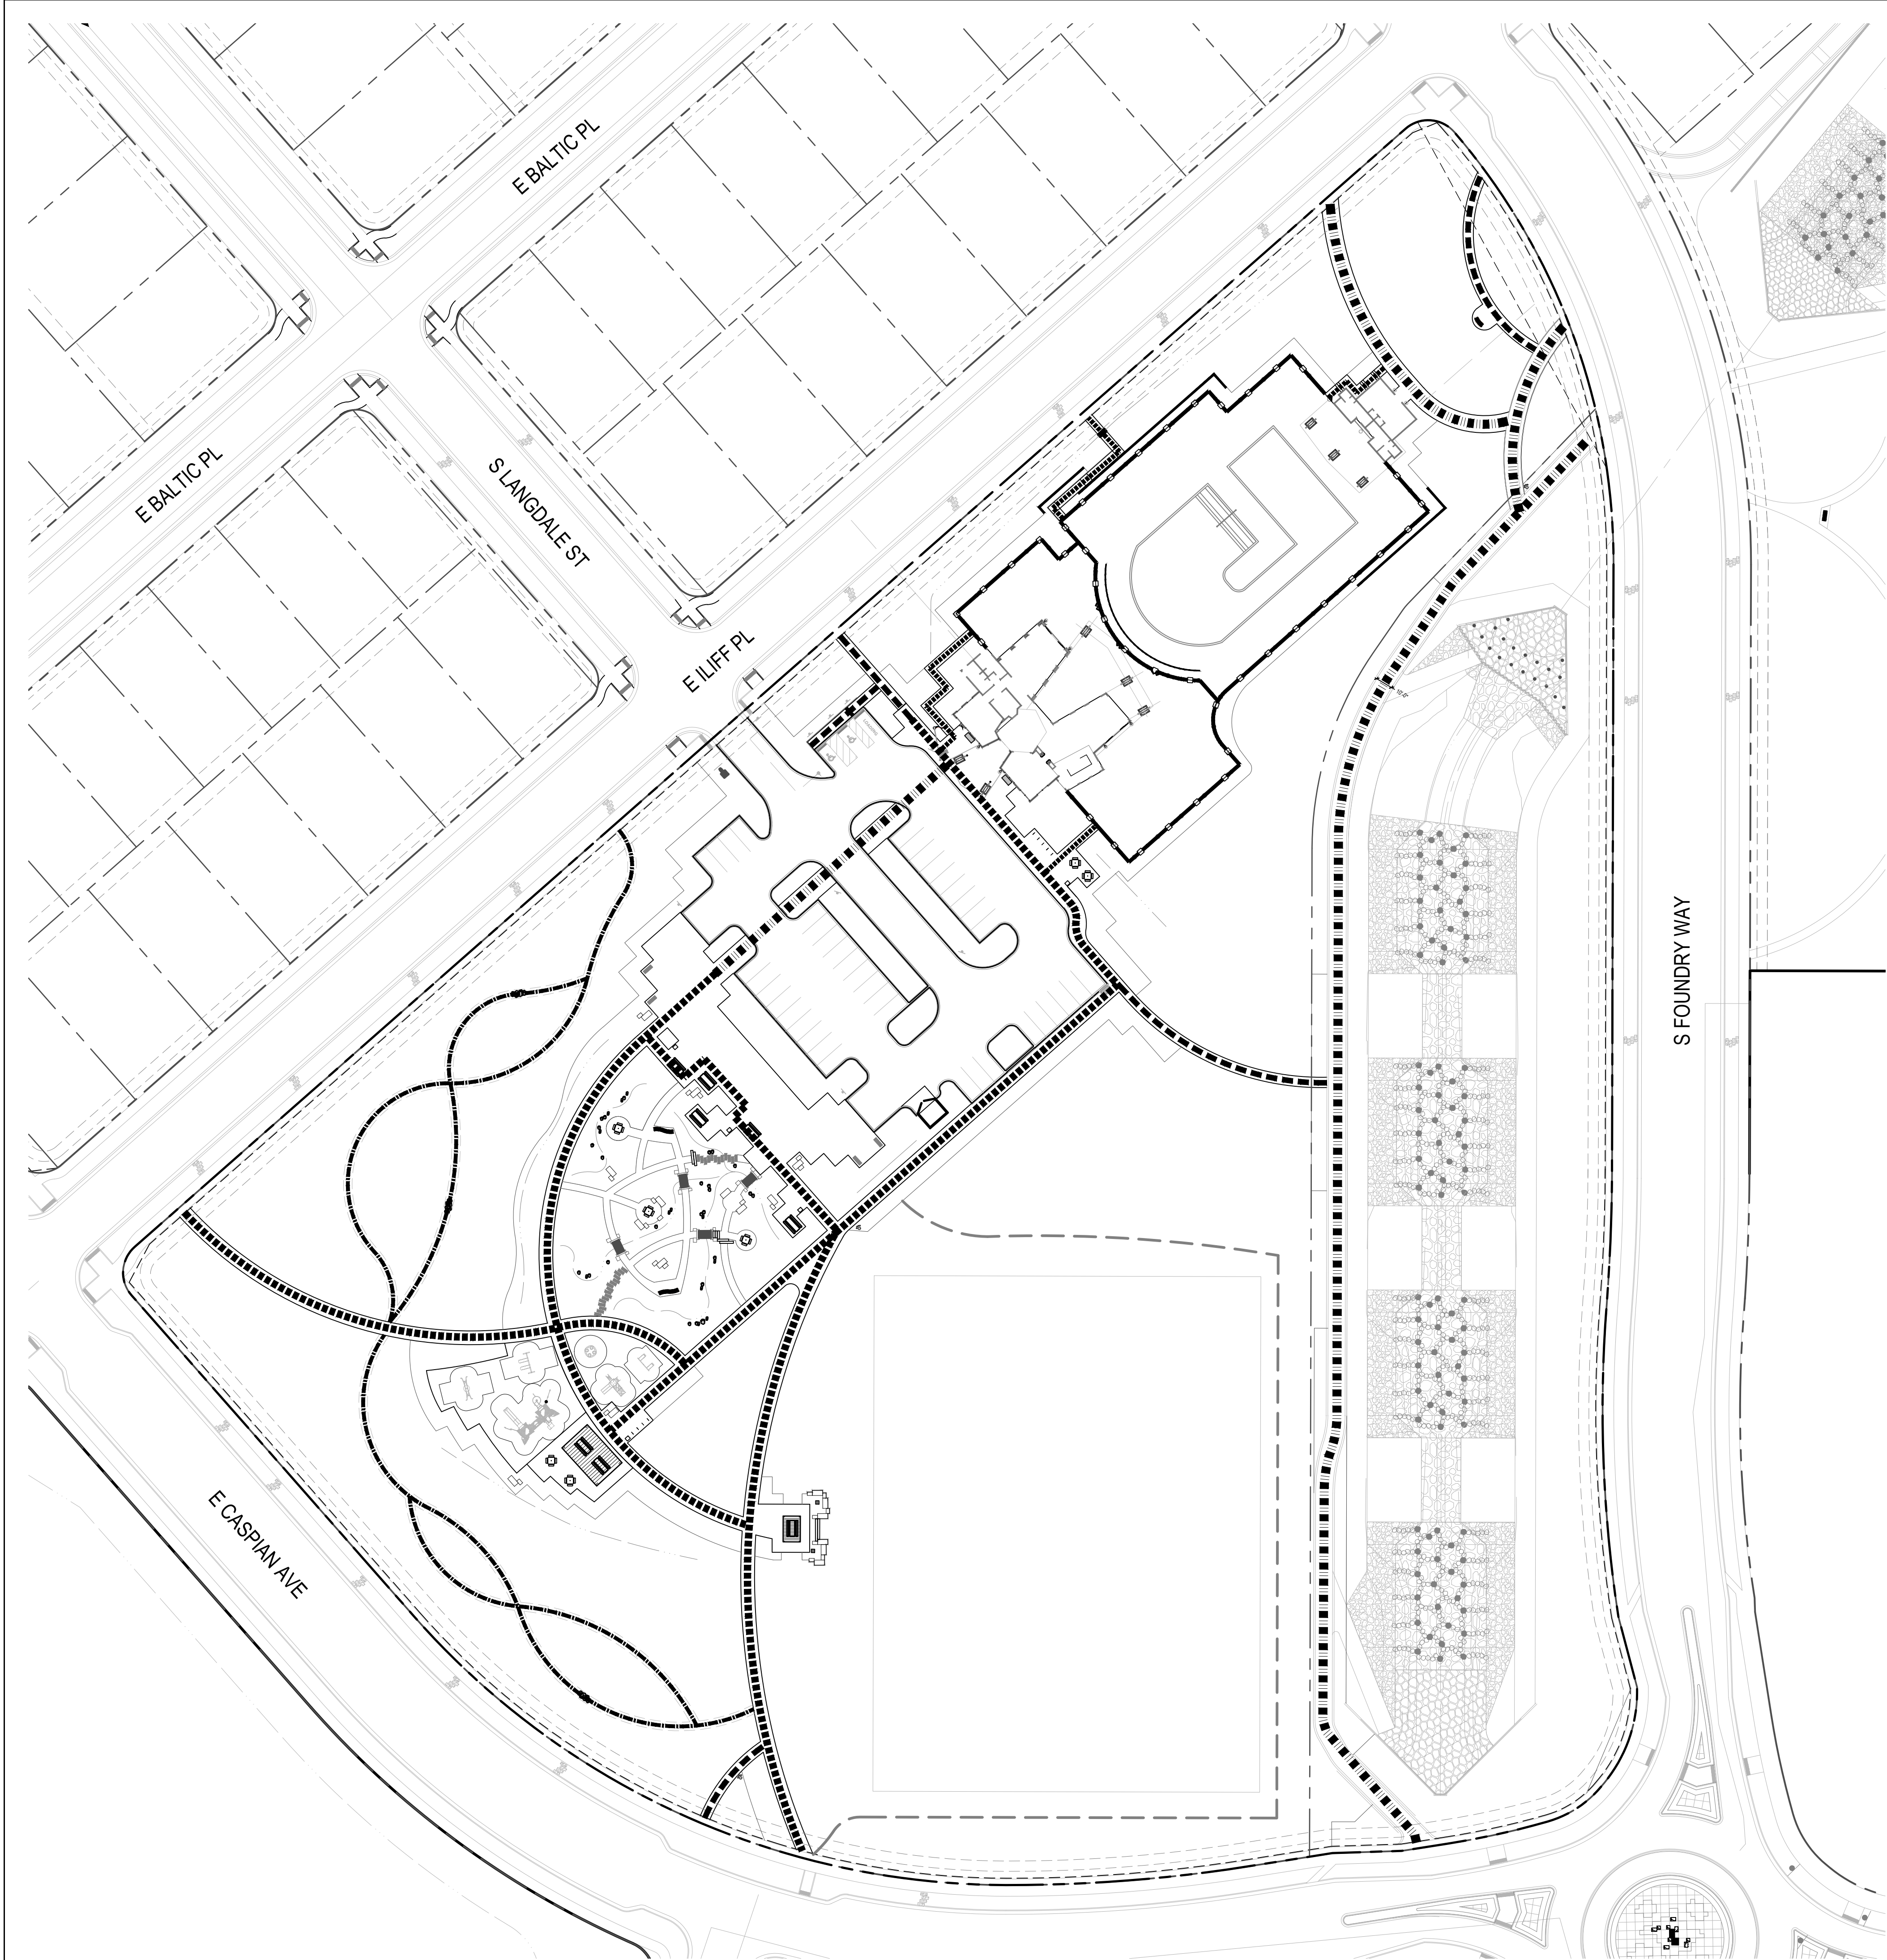 E BALTIC PL
E BALTIC PL
S LANGDALE ST
E ILIFF PL
S FOUNDRY WAY
E CASPIAN AVE